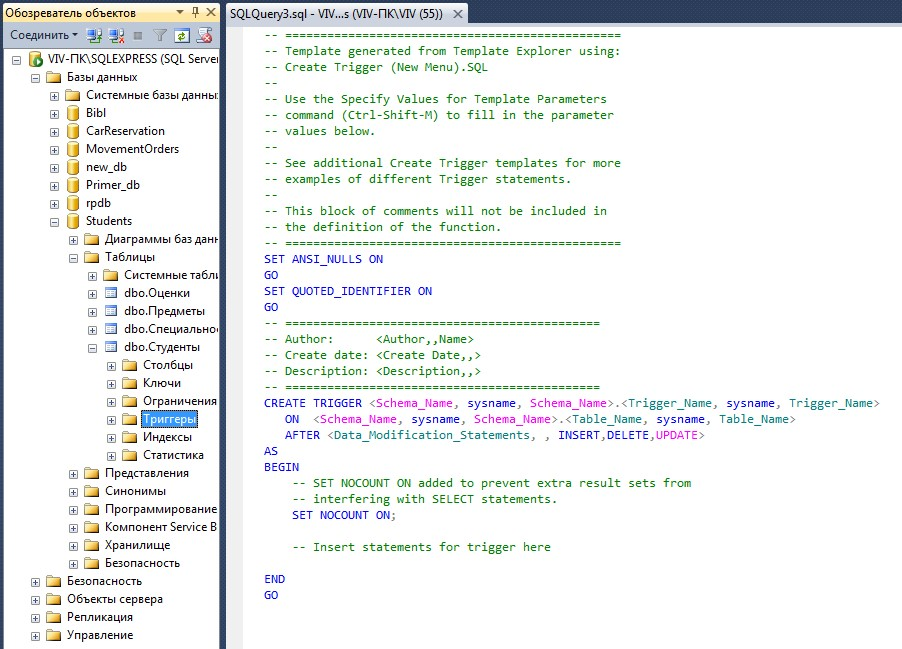 Обозреватель объектов
Соединить
VIV-ПК\SQLEXPRESS (SQL Server
Базы данных
Системные базы данны
Bibl
CarReservation
MovementOrders
new_db
Primer_db
rpdb
Students
Диаграммы баз данн
Таблицы
Системные табли
dbo.Оценки
dbo.Предметы
dbo.Специально
dbo.Студенты
Столбцы
Ключи
Ограничения
Триггеры
Индексы
Статистика
Представления
Синонимы
Программирование
Компонент Service B
Хранилище
Безопасность
Безопасность
Объекты сервера
Репликация
Управление
SQLQuery3.sql - VIV...s (VIV-ПК\VIV (55))
-- ================================================
-- Template generated from Template Explorer using:
-- Create Trigger (New Menu).SQL
--
-- Use the Specify Values for Template Parameters
-- command (Ctrl-Shift-M) to fill in the parameter
-- values below.
--
-- See additional Create Trigger templates for more
-- examples of different Trigger statements.
--
-- This block of comments will not be included in
-- the definition of the function.
-- ================================================
SET ANSI_NULLS ON
GO
SET QUOTED_IDENTIFIER ON
GO
-- =============================================
-- Author:      <Author,,Name>
-- Create date: <Create Date,,>
-- Description: <Description,,>
-- =============================================
CREATE TRIGGER <Schema_Name, sysname, Schema_Name>.<Trigger_Name, sysname, Trigger_Name>
   ON  <Schema_Name, sysname, Schema_Name>.<Table_Name, sysname, Table_Name>
   AFTER <Data_Modification_Statements, , INSERT,DELETE,UPDATE>
AS
BEGIN
    -- SET NOCOUNT ON added to prevent extra result sets from
    -- interfering with SELECT statements.
    SET NOCOUNT ON;
    -- Insert statements for trigger here
END
GO